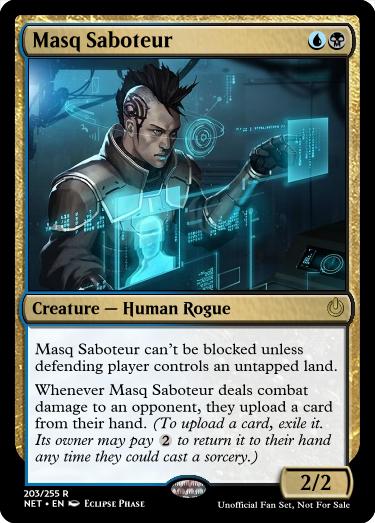 Masq Saboteur
Creature — Human Rogue
Masq Saboteur can't be blocked unless
defending player controls an untapped land.
Whenever Masq Saboteur deals combat
damage to an opponent, they upload a card
from their hand. (To upload a card, exile it.
Its owner may pay 2 to return it to their hand
any time they could cast a sorcery.)
2/2
203/255 R
NET • EN Eclipse Phase
Unofficial Fan Set, Not For Sale